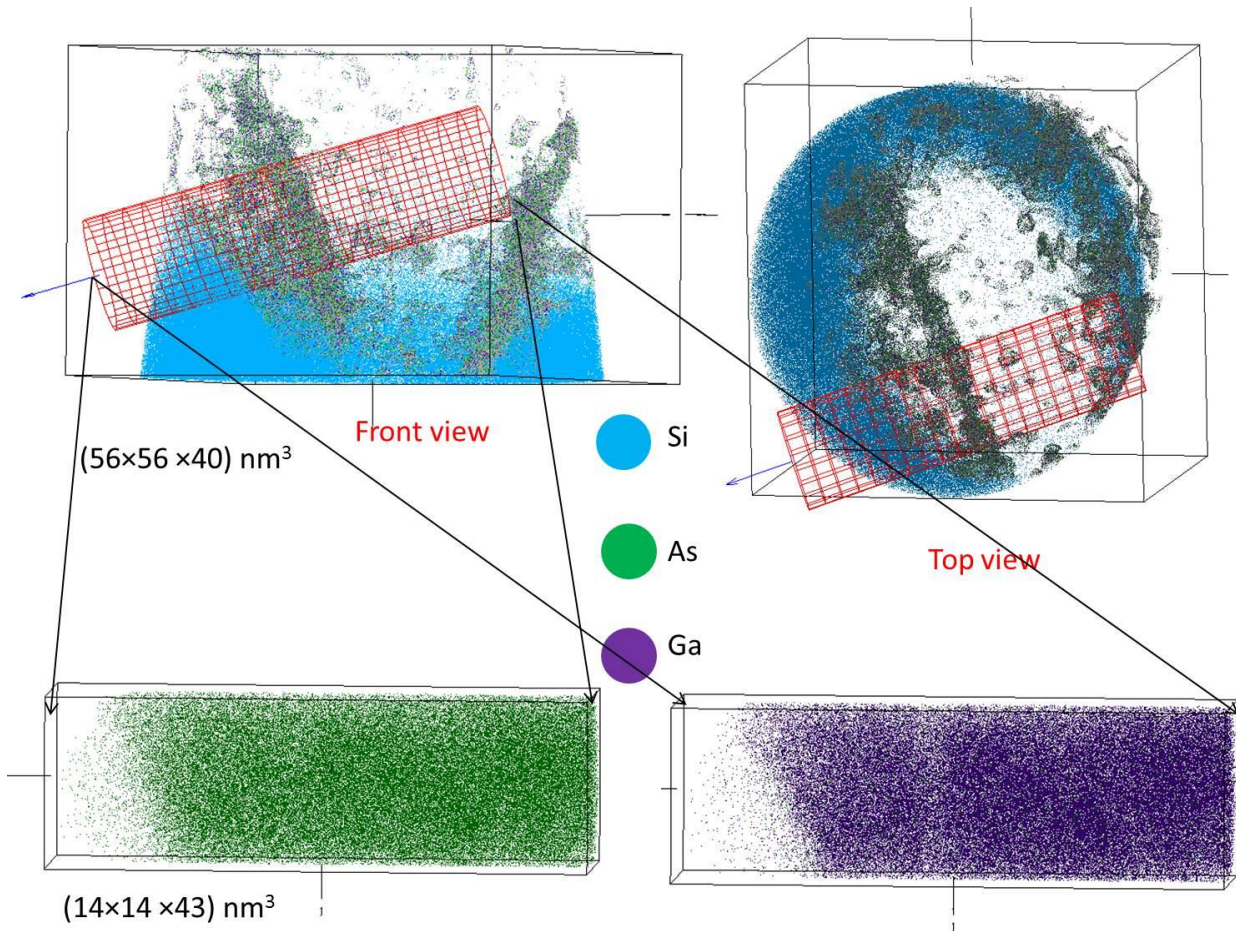 Front view
(56×56 ×40) nm³
Si
As
Top view
Ga
(14×14 ×43) nm³